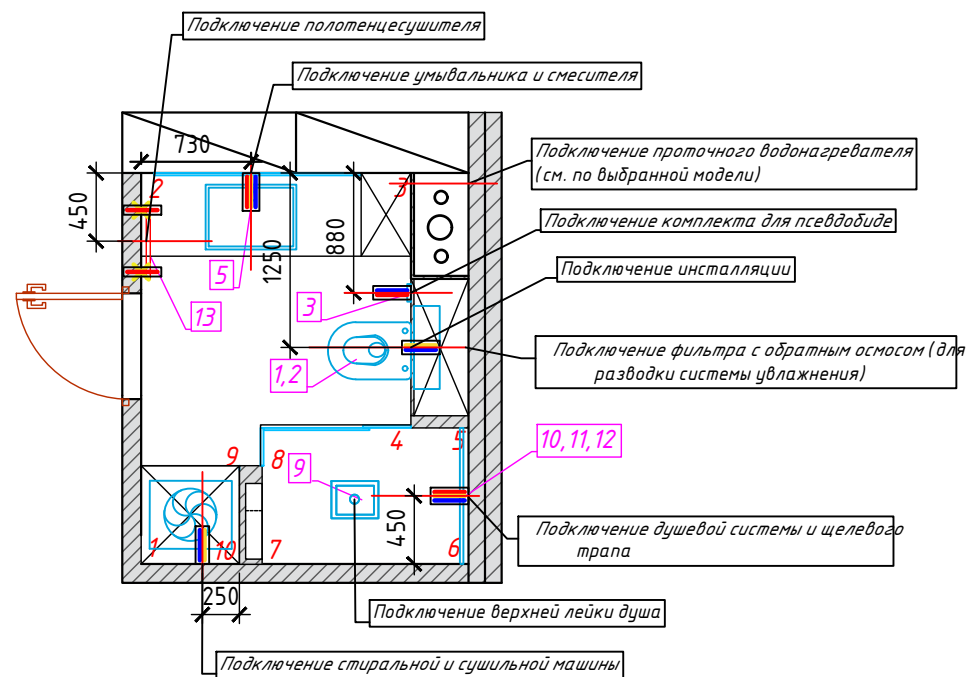 Подключение полотенцесушителя
Подключение умывальника и смесителя
730
Подключение проточного водонагревателя
(см. по выбранной модели)
2
3
450
880
1250
Подключение комплекта для псевдобиде
5
3
13
Подключение инсталляции
1,2
Подключение фильтра с обратным осмосом (для
разводки системы увлажнения)
4
5
10,11,12
9
8
9
450
Подключение душевой системы и щелевого
трапа
1
10
7
6
250
Подключение верхней лейки душа
Подключение стиральной и сушильной машины